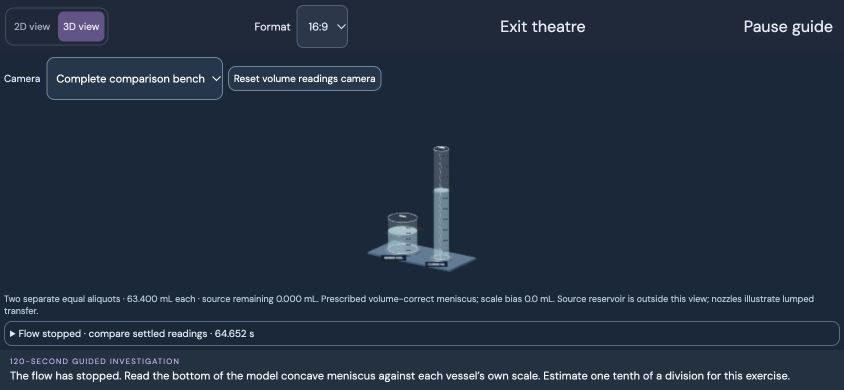 2D view
3D view
Format
16:9
Exit theatre
Pause guide
Camera
Complete comparison bench
Reset volume readings camera
Two separate equal aliquots · 63.400 mL each · source remaining 0.000 mL. Prescribed volume-correct meniscus; scale bias 0.0 mL. Source reservoir is outside this view; nozzles illustrate lumped
transfer.
Flow stopped · compare settled readings · 64.652 s
120-SECOND GUIDED INVESTIGATION
The flow has stopped. Read the bottom of the model concave meniscus against each vessel's own scale. Estimate one tenth of a division for this exercise.